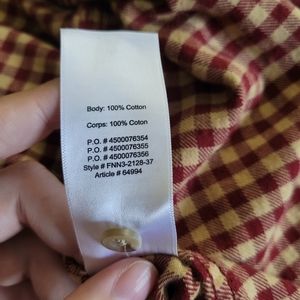 Body: 100% Cotton
Corps: 100% Coton
P.O. # 4500076354
P.O. # 4500076355
P.O. # 4500076356
Style # FNN3-2128-37
Article # 64994